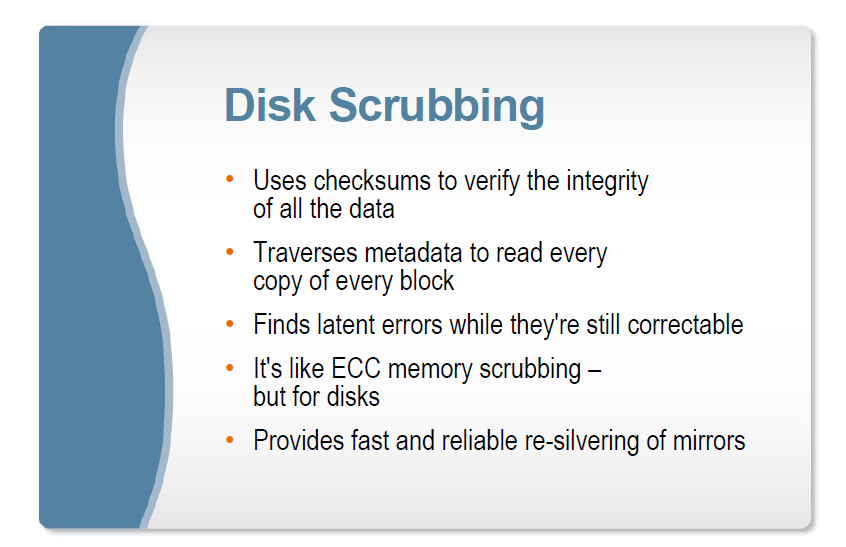 Disk Scrubbing
• Uses checksums to verify the integrity
of all the data
• Traverses metadata to read every
copy of every block
• Finds latent errors while they're still correctable
• It's like ECC memory scrubbing –
but for disks
• Provides fast and reliable re-silvering of mirrors